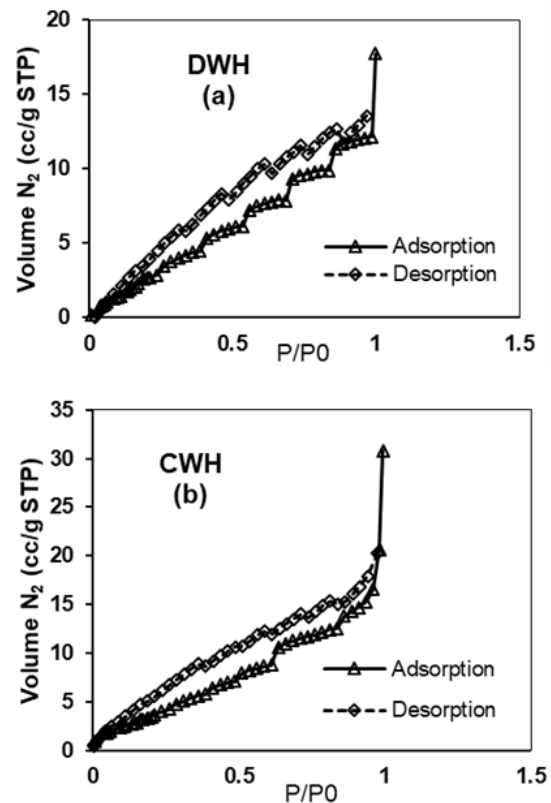 20
15
10
5
0
Volume N₂ (cc/g STP)
DWH
(a)
Adsorption
Desorption
0 0.5 1 1.5
P/P0
35
30
25
20
15
10
5
0
Volume N₂ (cc/g STP)
CWH
(b)
Adsorption
Desorption
0 0.5 1 1.5
P/P0